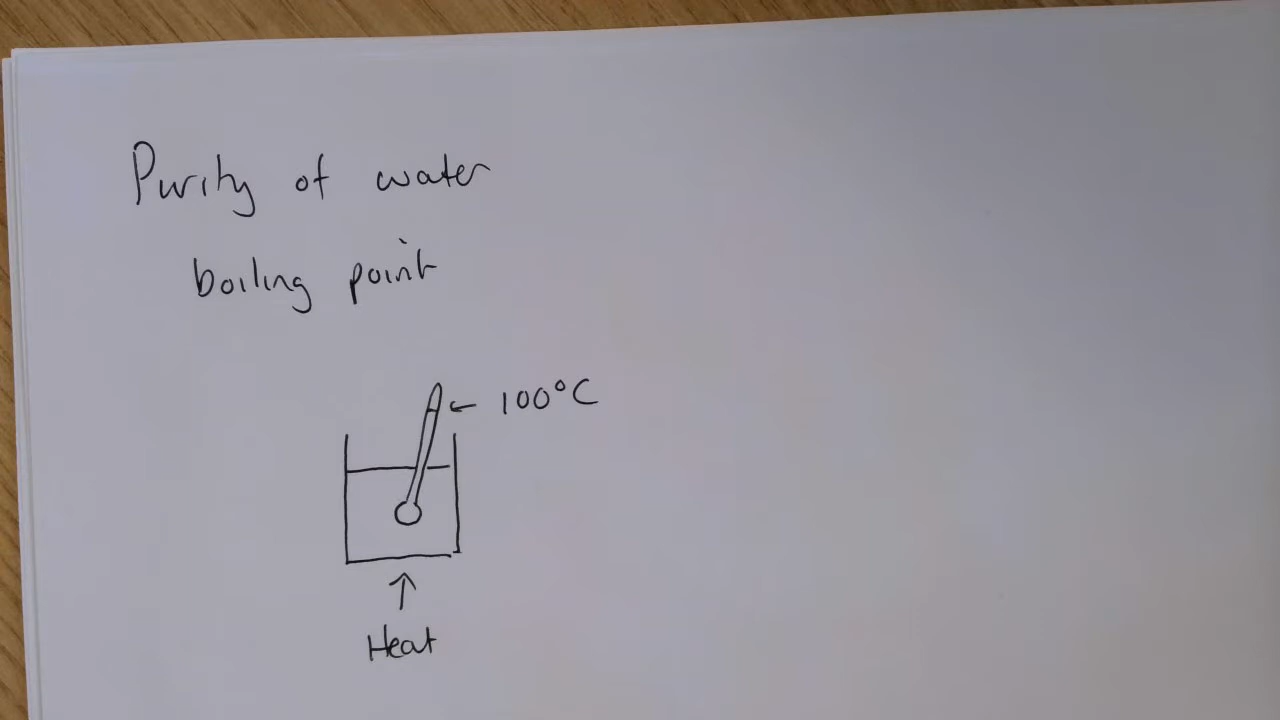 Purity of water
boiling point
← 100°C
↑
Heat